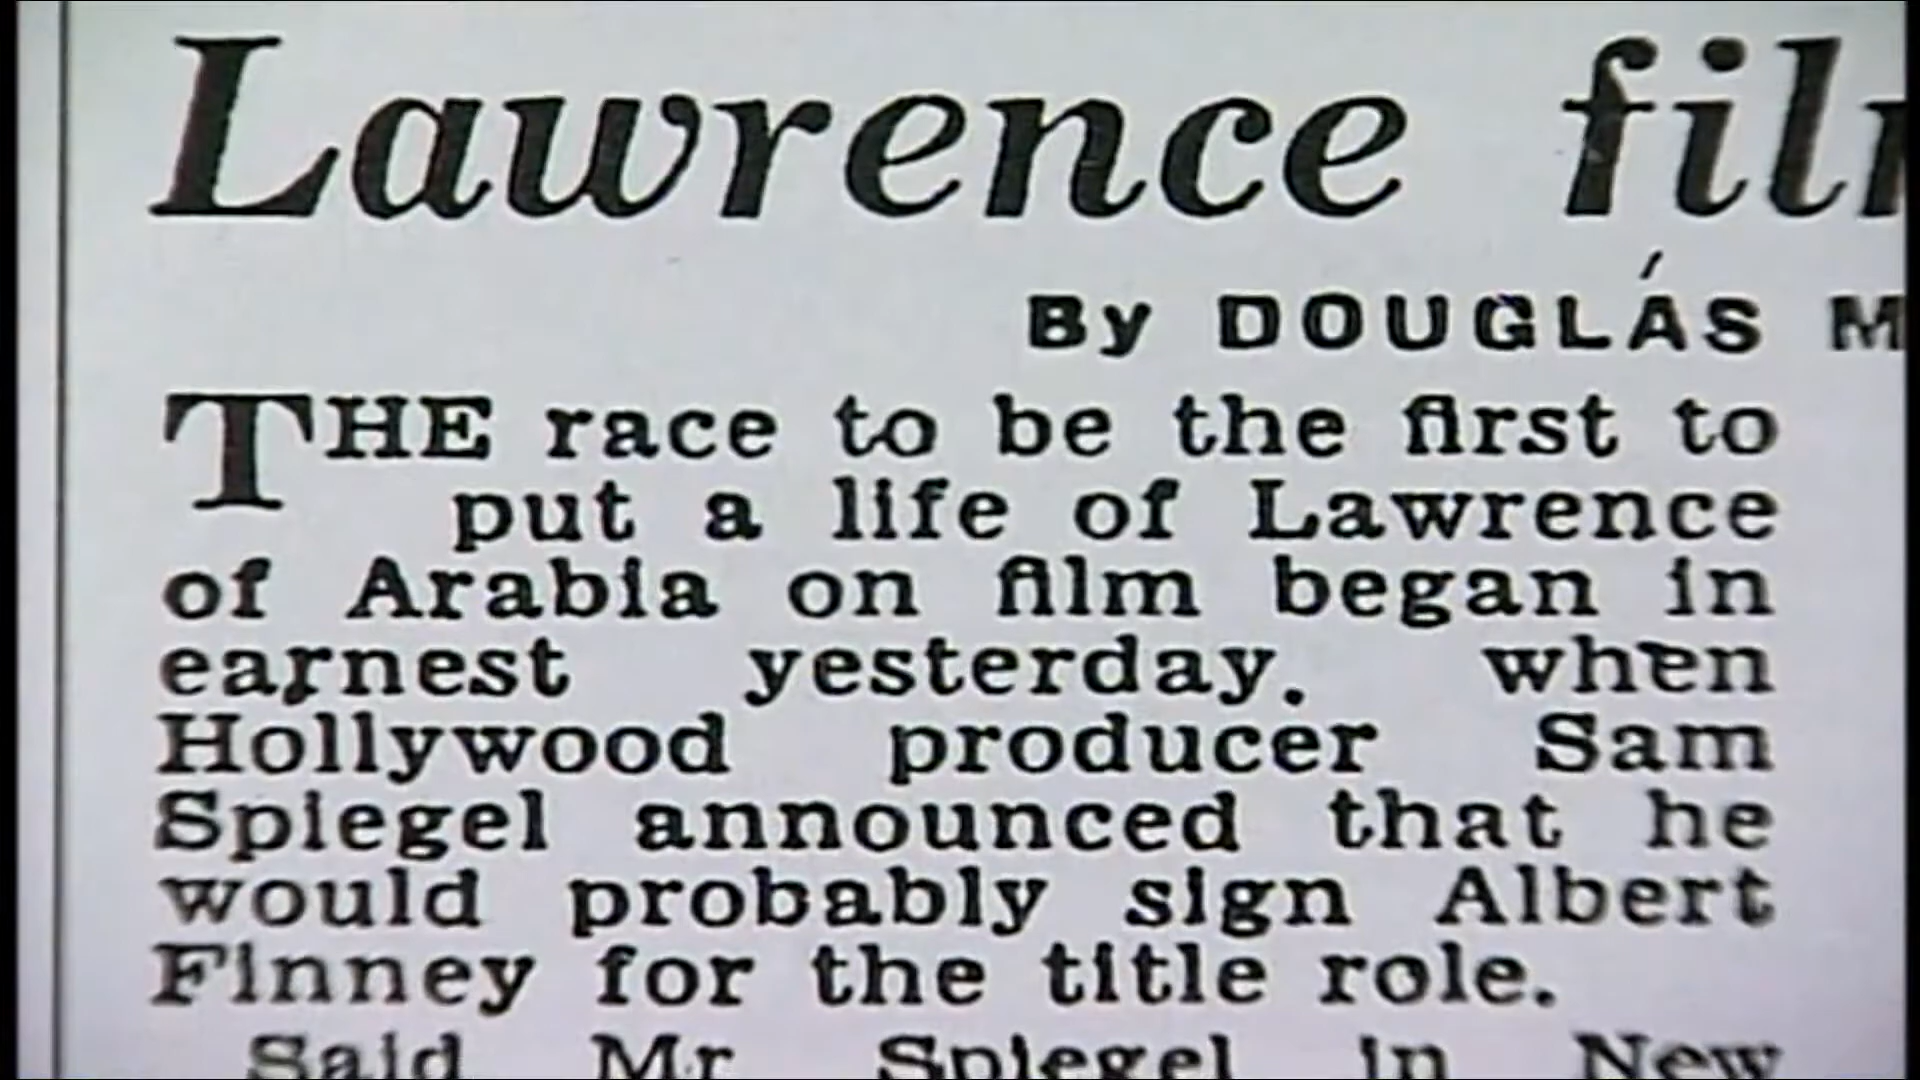 Lawrence fil
By DOUGLAS M
THE race to be the first to
put a life of Lawrence
of Arabia on film began in
earnest yesterday. when
Hollywood producer Sam
Spiegel announced that he
would probably sign Albert
Finney for the title role.
Said Mr Spiegel in New